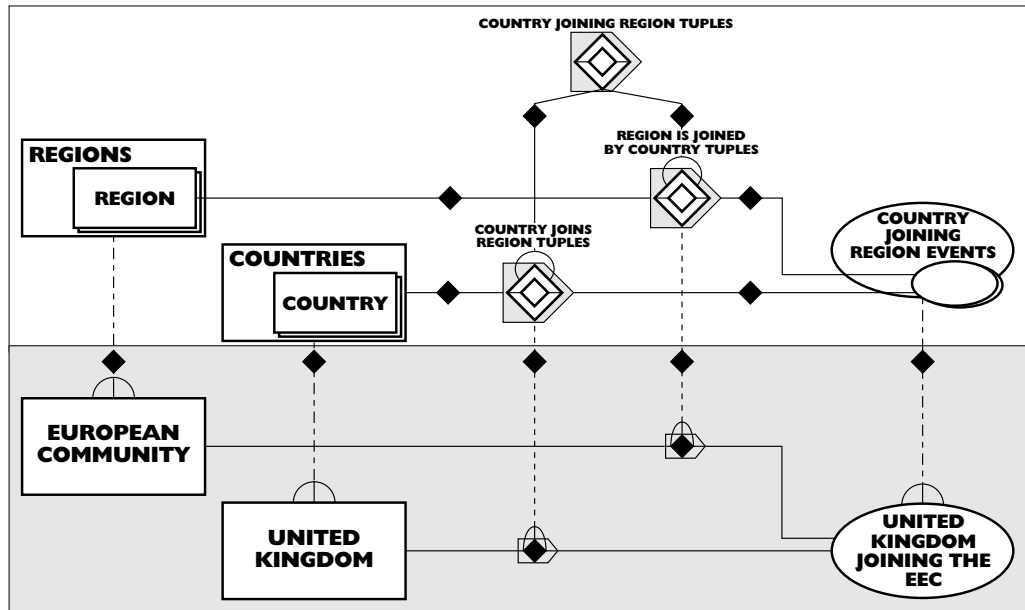 COUNTRY JOINING REGION TUPLES
REGION IS JOINED
BY COUNTRY TUPLES
REGIONS
REGION
COUNTRY JOINS
REGION TUPLES
COUNTRY
JOINING
REGION EVENTS
COUNTRIES
COUNTRY
EUROPEAN
COMMUNITY
UNITED
KINGDOM
UNITED
KINGDOM
JOINING THE
EEC